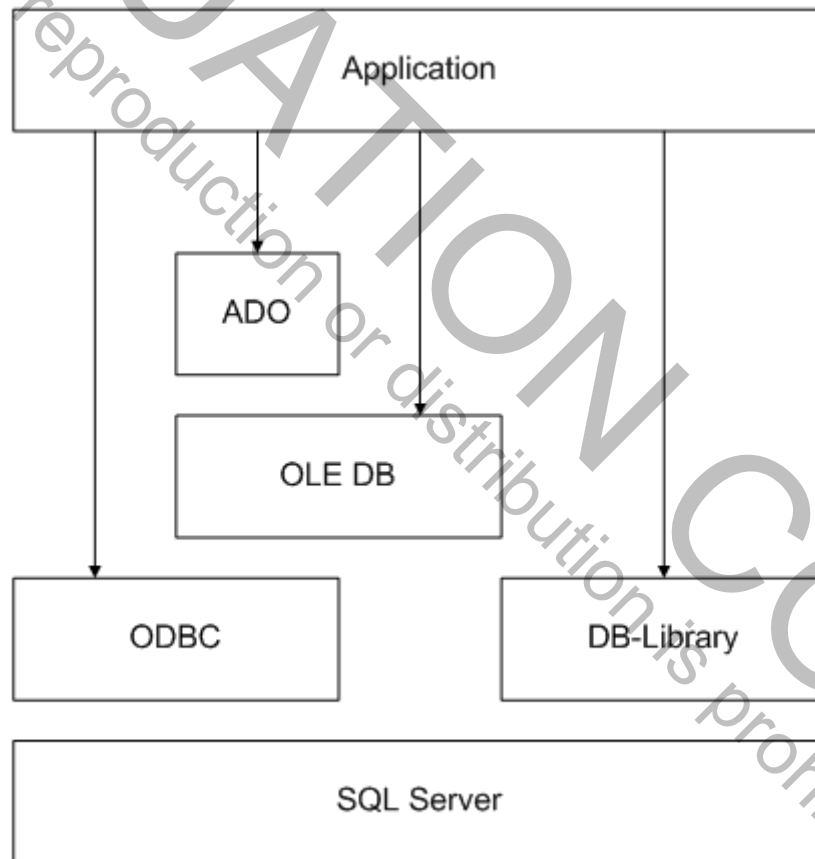 Application
ADO
OLE DB
ODBC
DB-Library
SQL Server
reproduction or distribution is